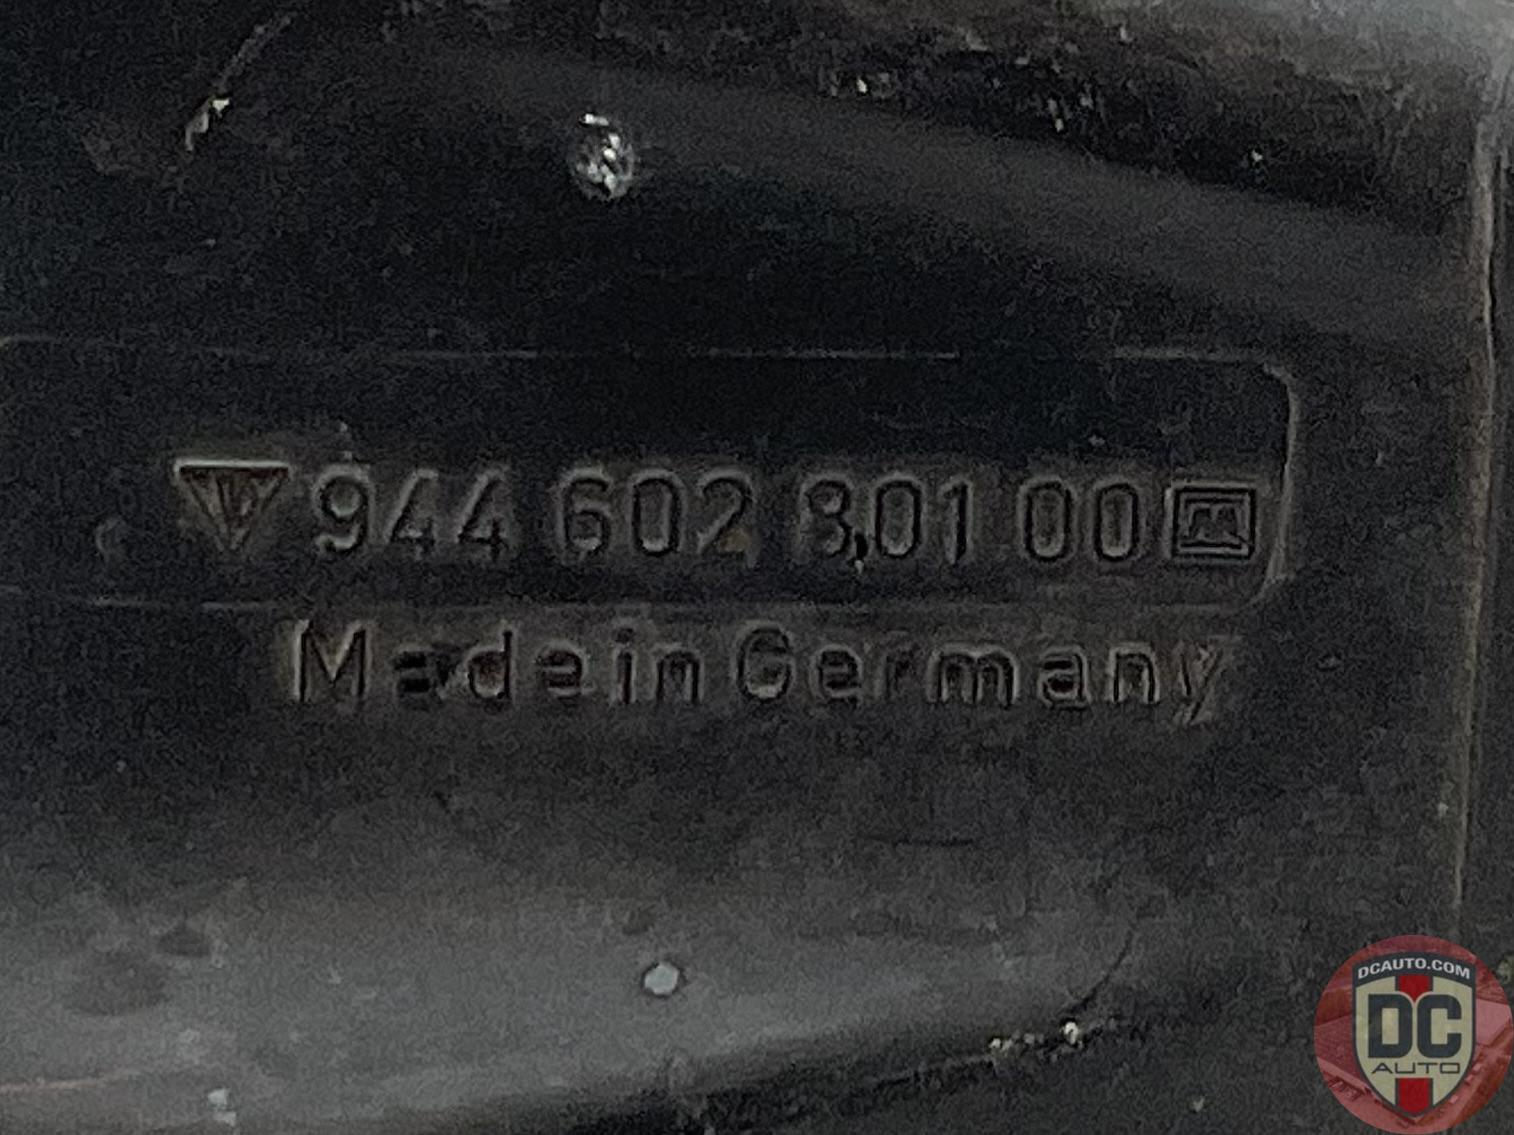 944 602 801 00
Made in Germany
DCAUTO.COM
DC
AUTO